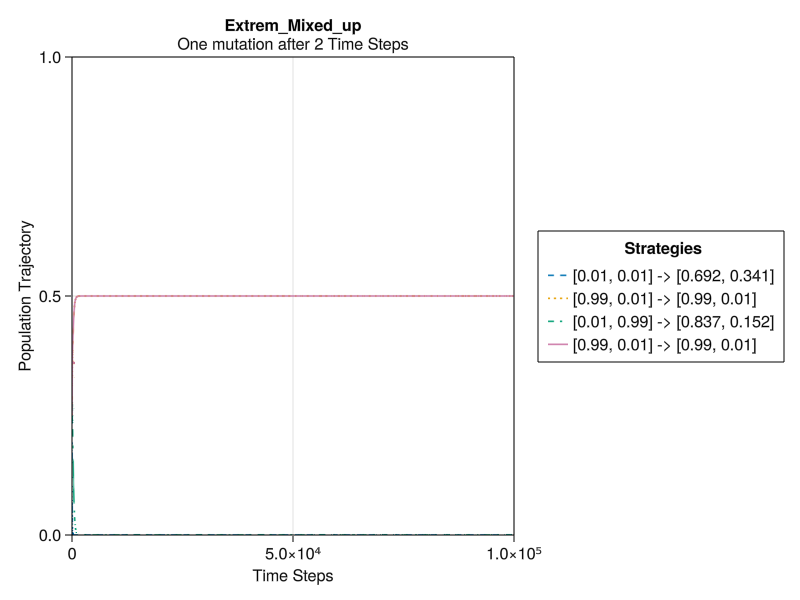 Extrem_Mixed_up
One mutation after 2 Time Steps
1.0
0.5
0.0
Population Trajectory
0
5.0×10⁴
1.0×10⁵
Time Steps
Strategies
[0.01, 0.01] -> [0.692, 0.341]
[0.99, 0.01] -> [0.99, 0.01]
[0.01, 0.99] -> [0.837, 0.152]
[0.99, 0.01] -> [0.99, 0.01]